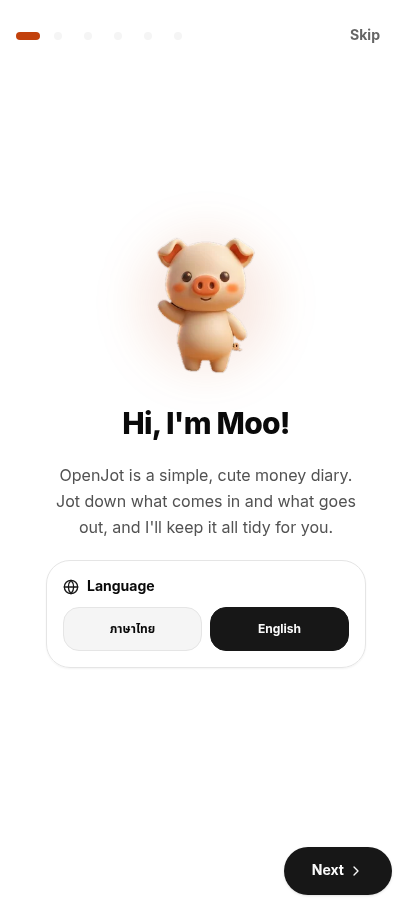 Skip
Hi, I'm Moo!
OpenJot is a simple, cute money diary.
Jot down what comes in and what goes
out, and I'll keep it all tidy for you.
Language
ภาษาไทย
English
Next